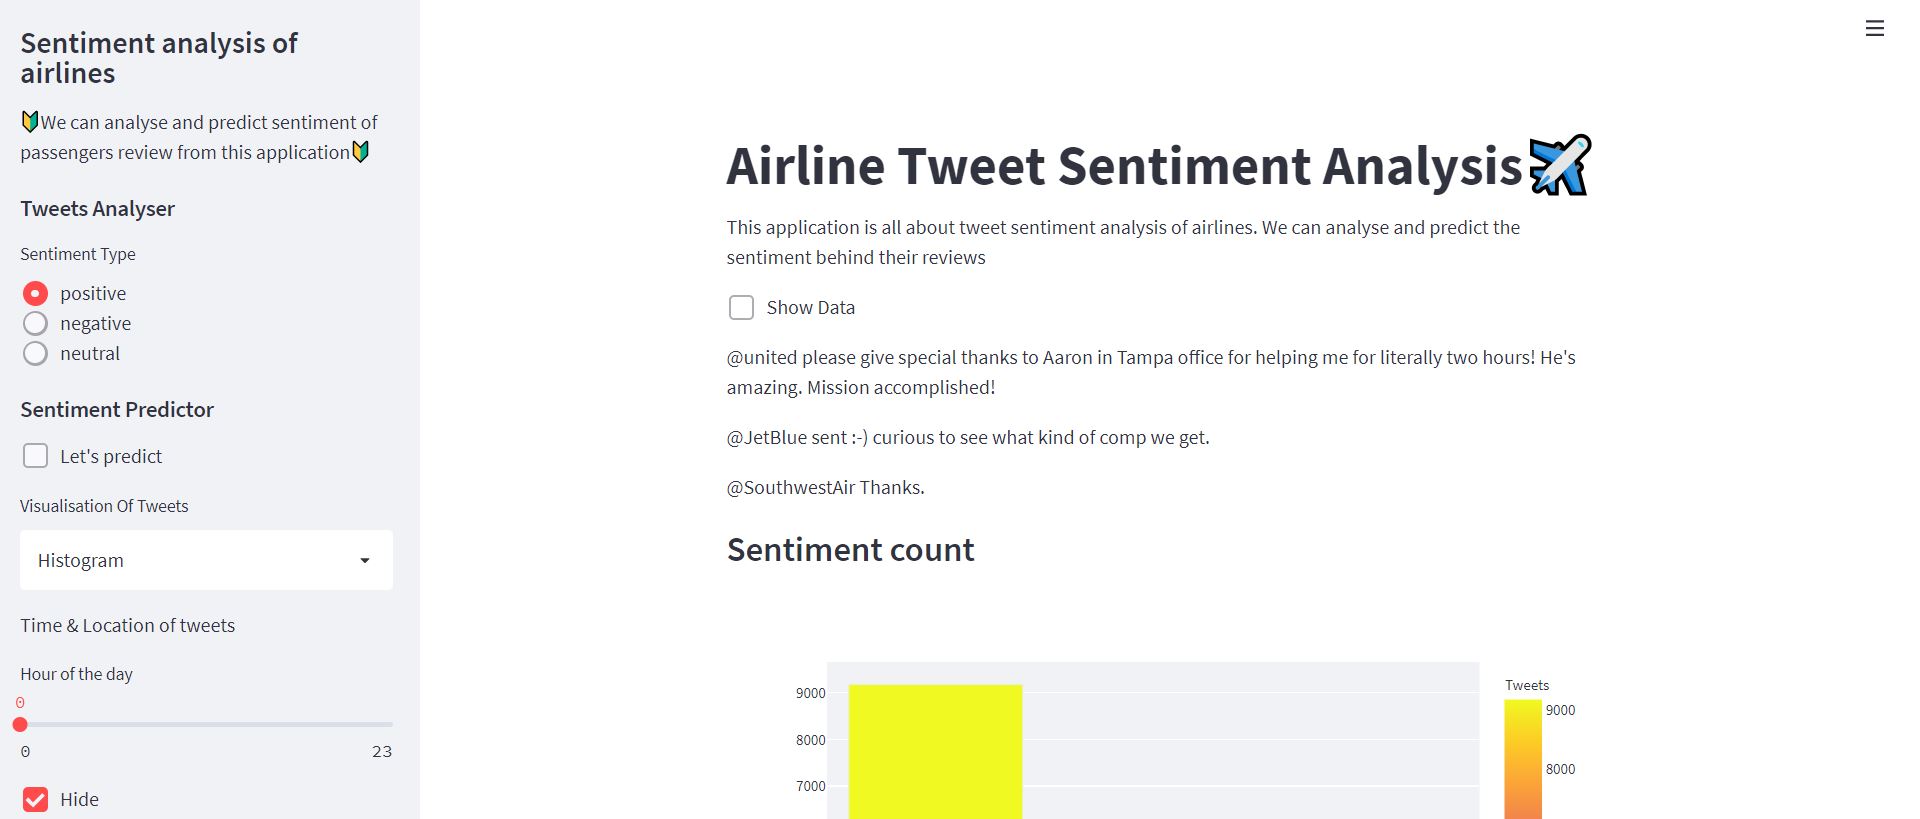 Sentiment analysis of
airlines
🔰We can analyse and predict sentiment of
passengers review from this application🔰
Tweets Analyser
Sentiment Type
positive
negative
neutral
Sentiment Predictor
Let's predict
Visualisation Of Tweets
Histogram
Time & Location of tweets
Hour of the day
0
0 23
Hide
Airline Tweet Sentiment Analysis✈️
This application is all about tweet sentiment analysis of airlines. We can analyse and predict the
sentiment behind their reviews
Show Data
@united please give special thanks to Aaron in Tampa office for helping me for literally two hours! He's
amazing. Mission accomplished!
@JetBlue sent :-) curious to see what kind of comp we get.
@SouthwestAir Thanks.
Sentiment count
9000
8000
7000
Tweets
9000
8000